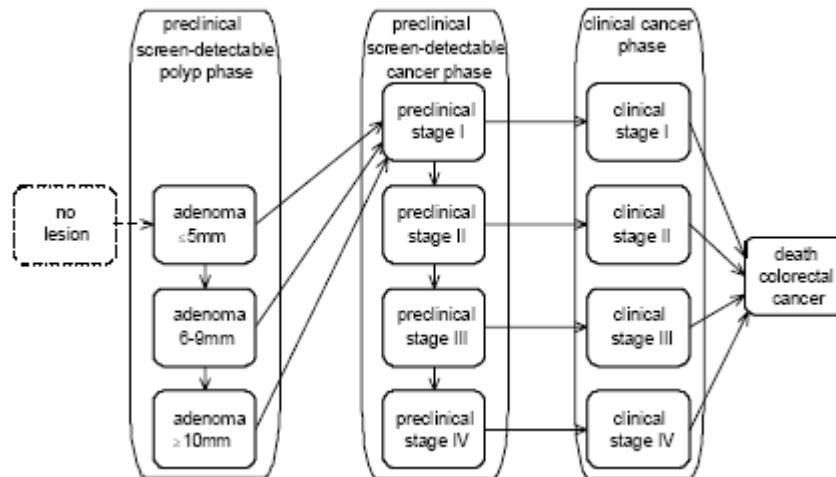 preclinical
screen-detectable
polyp phase
preclinical
screen-detectable
cancer phase
clinical cancer
phase
no
lesion
adenoma
≤5mm
adenoma
6-9mm
adenoma
≥10mm
preclinical
stage I
preclinical
stage II
preclinical
stage III
preclinical
stage IV
clinical
stage I
clinical
stage II
clinical
stage III
clinical
stage IV
death
colorectal
cancer